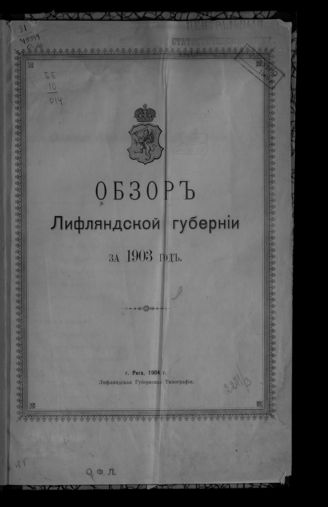 ОБЗОРЪ
Лифляндской губерніи
ЗА 1903 ГОДЪ.
г. Рига, 1904 г.
Лифляндская Губернская Типографія.
О. Ф. Л.